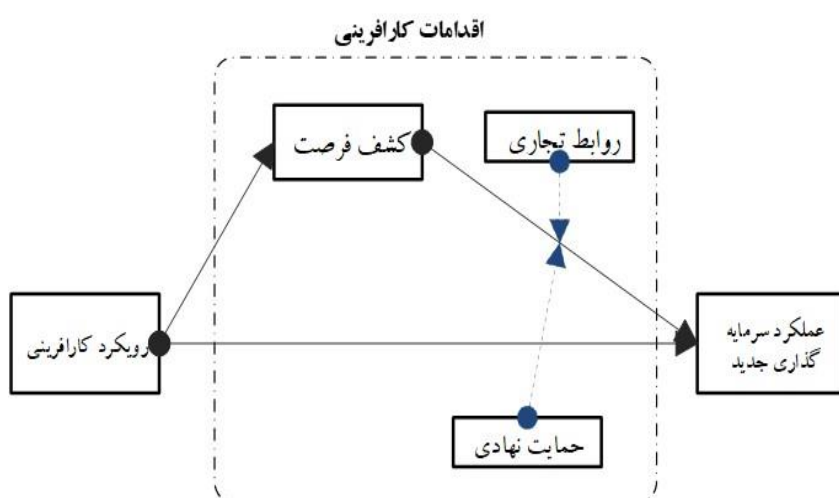 اقدامات کارافرینی
کشف فرصت
روابط تجاری
رویکرد کارافرینی
عملکرد سرمایه
گذاری جدید
حمایت نهادی